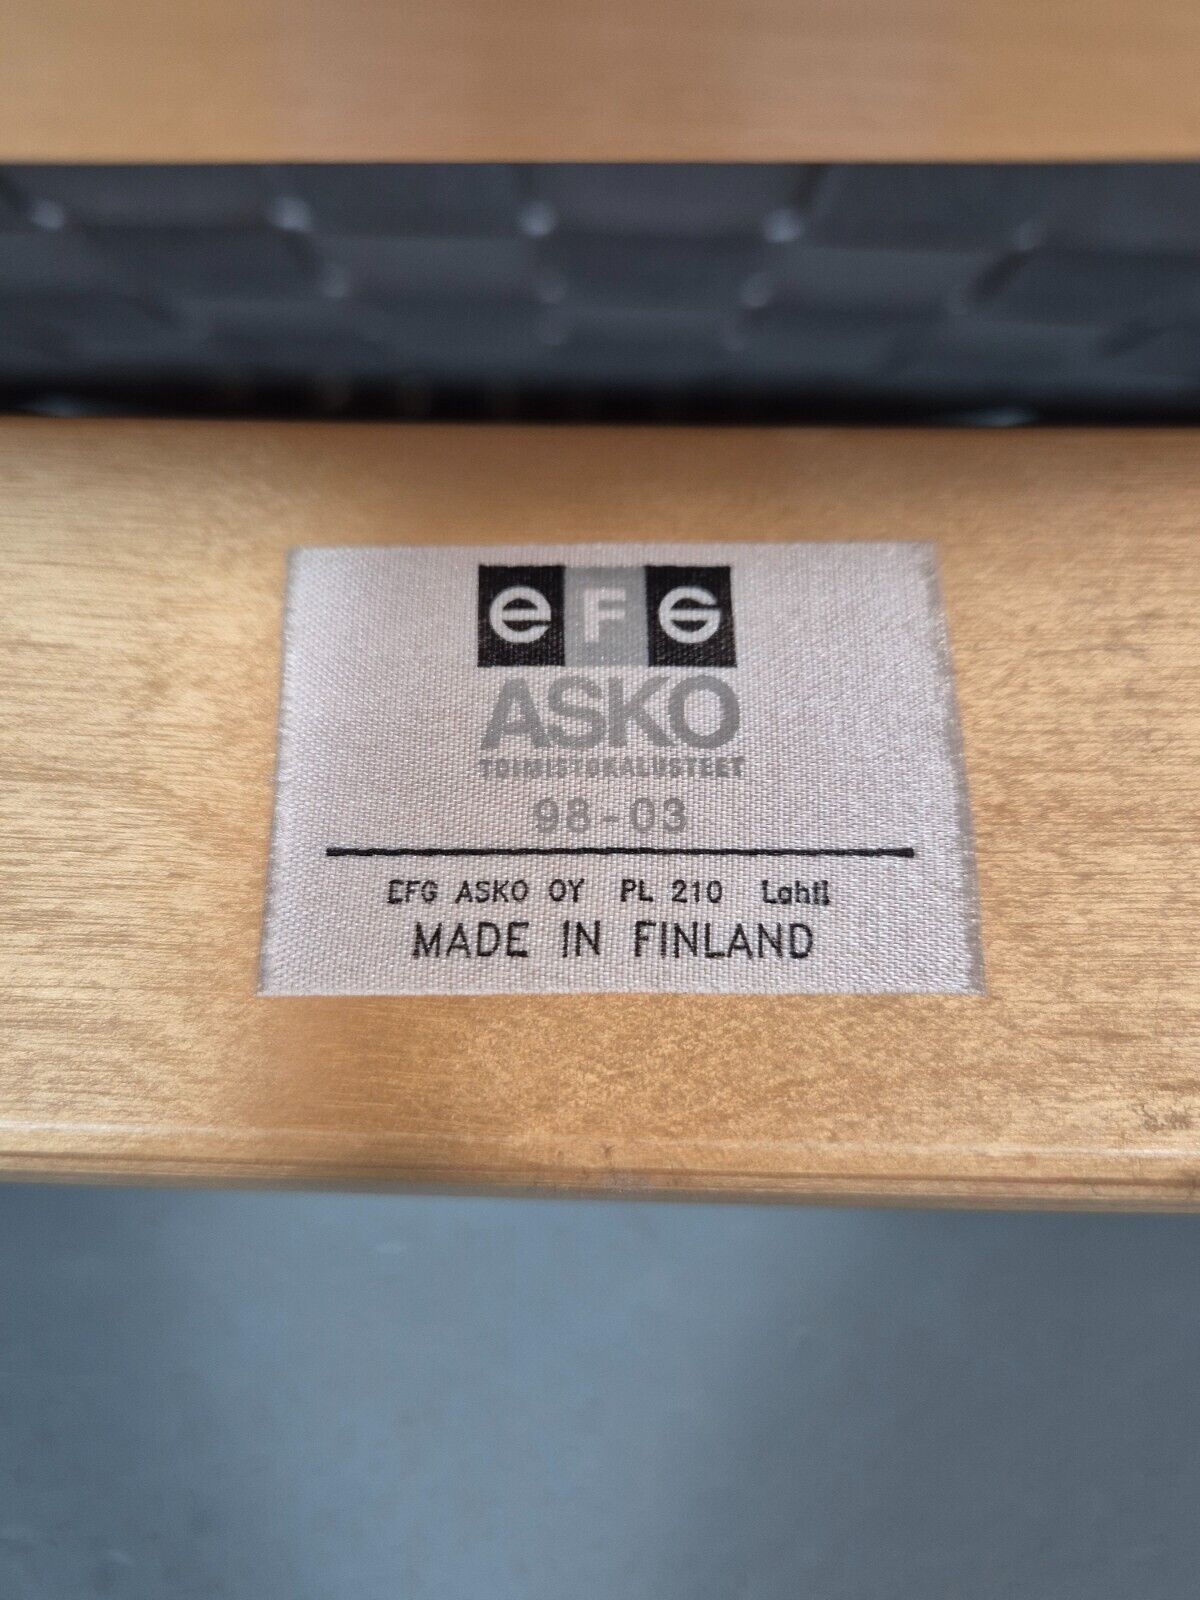 eFG
ASKO
TOIMISTOKALUSTEET
98-03
EFG ASKO OY PL 210 Lahti
MADE IN FINLAND